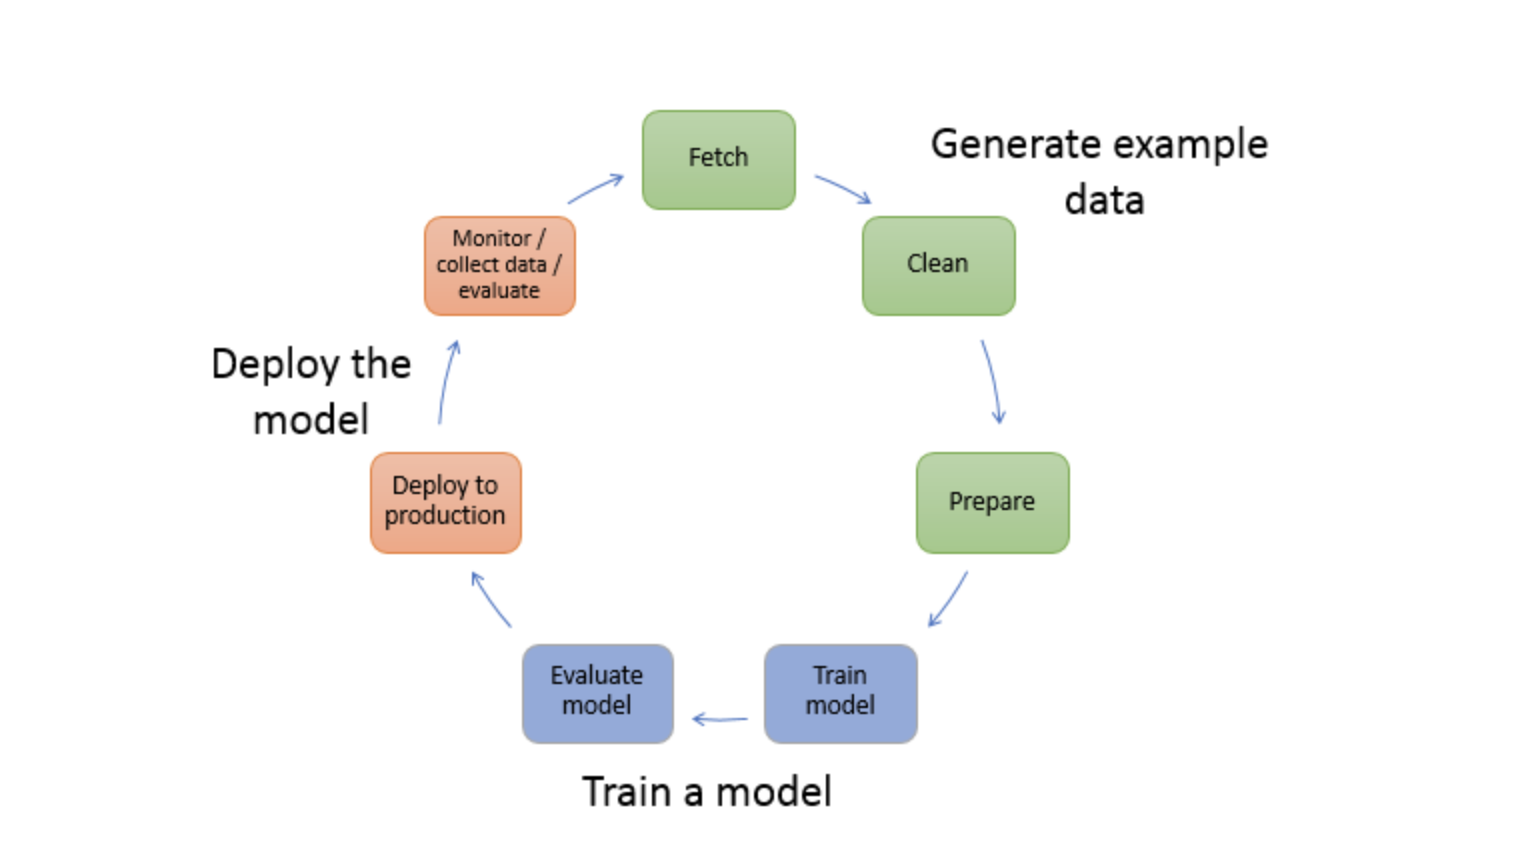 Fetch
Generate example
data
Clean
Prepare
Train
model
Evaluate
model
Train a model
Deploy to
production
Deploy the
model
Monitor /
collect data /
evaluate